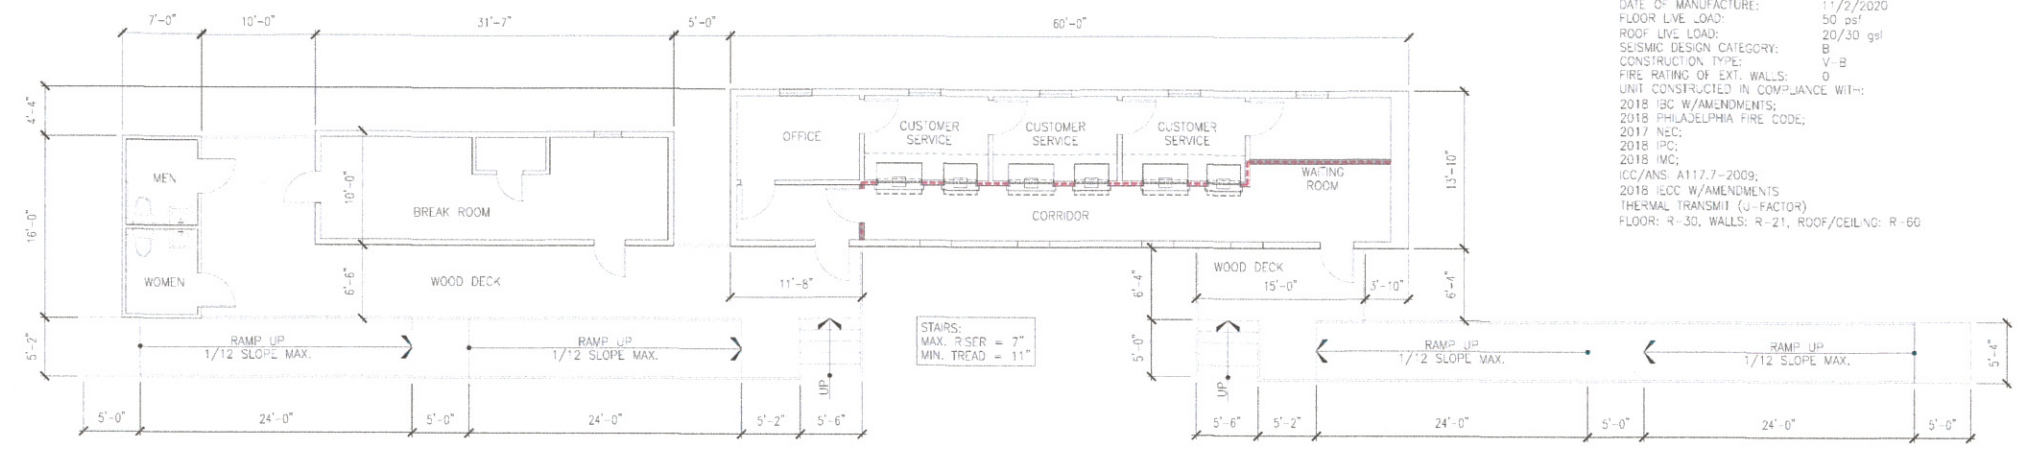 7'-0" 10'-0" 31'-7" 5'-0" 60'-0"
DATE OF MANUFACTURE: 11/2/2020
FLOOR LIVE LOAD: 50 psf
ROOF LIVE LOAD: 20/30 gsl
SEISMIC DESIGN CATEGORY: B
CONSTRUCTION TYPE: V-B
FIRE RATING OF EXT. WALLS: 0
UNIT CONSTRUCTED IN COMPLIANCE WITH:
2018 IBC W/AMENDMENTS;
2018 PHILADELPHIA FIRE CODE;
2017 NEC;
2018 IPC;
2018 IMC;
ICC/ANSI A117.7-2009;
2018 IECC W/AMENDMENTS
THERMAL TRANSMIT (U-FACTOR)
FLOOR: R-30, WALLS: R-21, ROOF/CEILING: R-60
4'-4"
16'-0"
5'-2"
MEN
WOMEN
10'-0"
BREAK ROOM
6'-6"
WOOD DECK
OFFICE
CUSTOMER
SERVICE
CUSTOMER
SERVICE
CUSTOMER
SERVICE
WAITING
ROOM
CORRIDOR
13'-10"
11'-8"
WOOD DECK
6'-4"
15'-0"
3'-10"
6'-4"
RAMP UP
1/12 SLOPE MAX.
RAMP UP
1/12 SLOPE MAX.
UP
STAIRS:
MAX. RISER = 7"
MIN. TREAD = 11"
5'-0"
UP
RAMP UP
1/12 SLOPE MAX.
RAMP UP
1/12 SLOPE MAX.
5'-4"
5'-0" 24'-0" 5'-0" 24'-0" 5'-2" 5'-6"
5'-6" 5'-2" 24'-0" 5'-0" 24'-0" 5'-0"